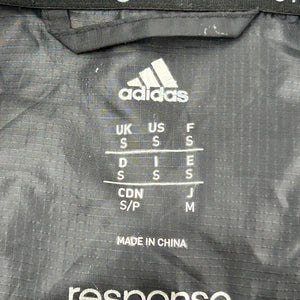 adidas
UK US F
S S S
D I E
S S S
CDN J
S/P M
MADE IN CHINA
response